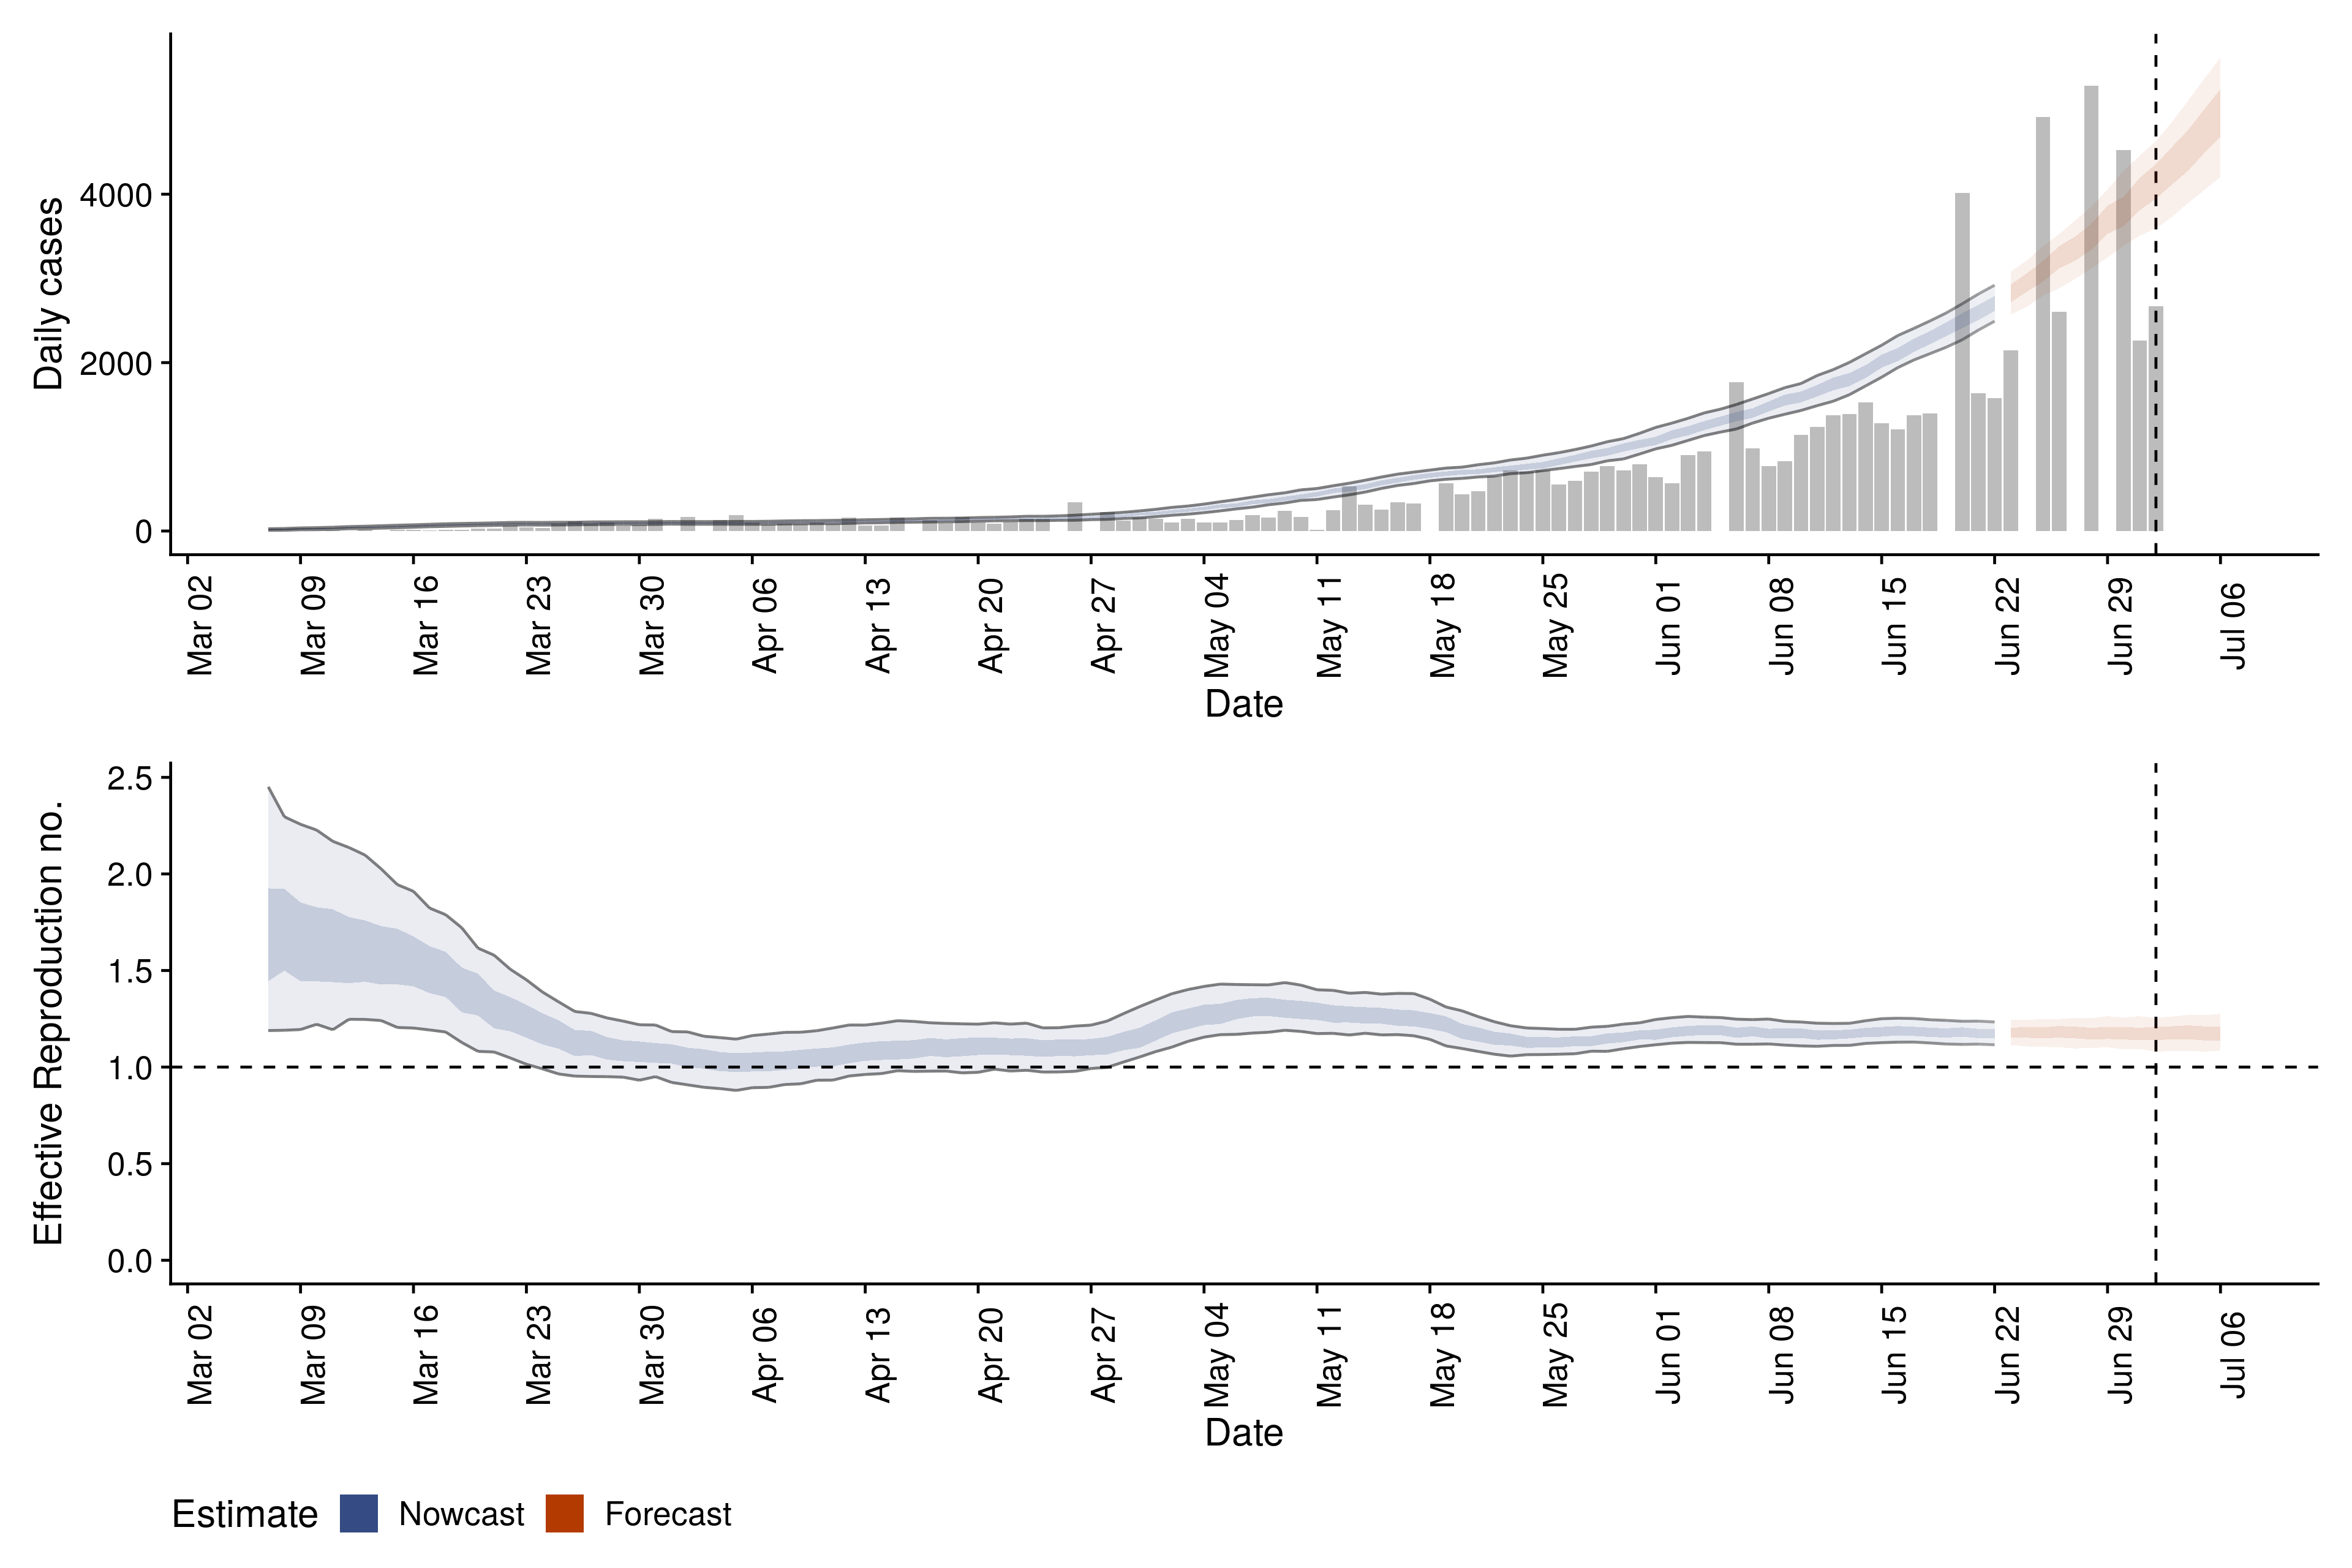 Daily cases
4000
2000
0
Mar 02
Mar 09
Mar 16
Mar 23
Mar 30
Apr 06
Apr 13
Apr 20
Apr 27
May 04
May 11
May 18
May 25
Jun 01
Jun 08
Jun 15
Jun 22
Jun 29
Jul 06
Date
Effective Reproduction no.
2.5
2.0
1.5
1.0
0.5
0.0
Mar 02
Mar 09
Mar 16
Mar 23
Mar 30
Apr 06
Apr 13
Apr 20
Apr 27
May 04
May 11
May 18
May 25
Jun 01
Jun 08
Jun 15
Jun 22
Jun 29
Jul 06
Date
Estimate Nowcast Forecast